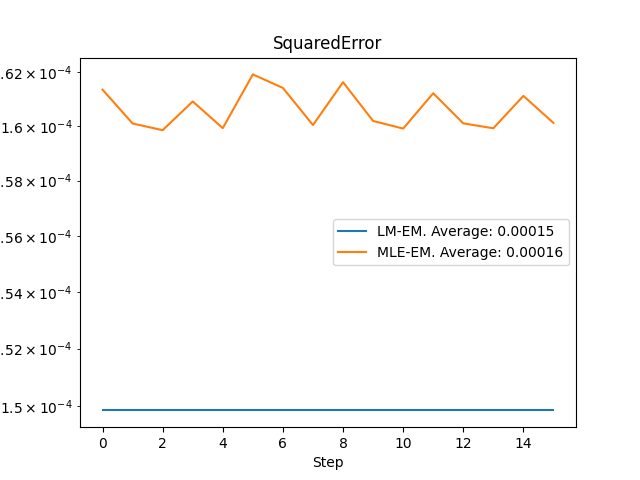 SquaredError
.62 × 10⁻⁴
1.6 × 10⁻⁴
.58 × 10⁻⁴
.56 × 10⁻⁴
.54 × 10⁻⁴
.52 × 10⁻⁴
1.5 × 10⁻⁴
LM-EM. Average: 0.00015
MLE-EM. Average: 0.00016
0 2 4 6 8 10 12 14
Step